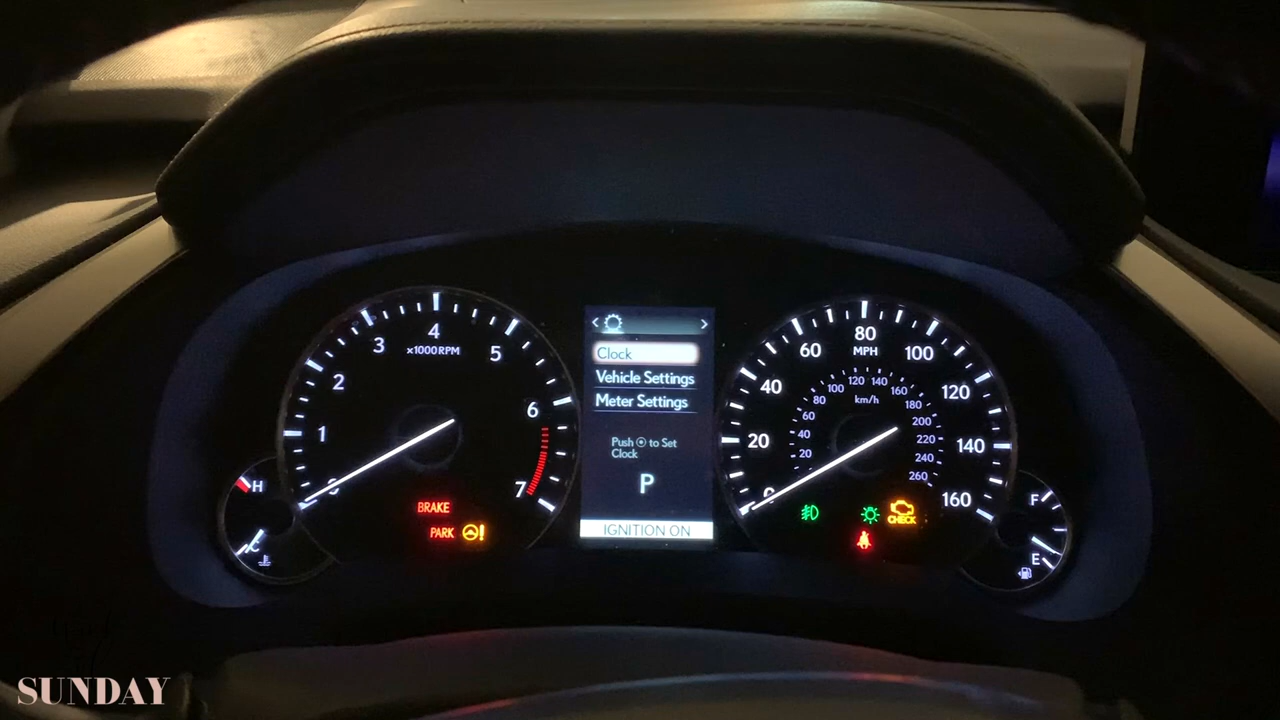 4
3
5
x1000RPM
2
6
1
7
BRAKE
PARK
H
C
<
>
Clock
Vehicle Settings
Meter Settings
Push ⊙ to Set
Clock
P
IGNITION ON
80
60
MPH
100
40
120
20
140
0
160
120
140
100
160
80
km/h
180
60
200
40
220
20
240
260
CHECK
F
E
SUNDAY